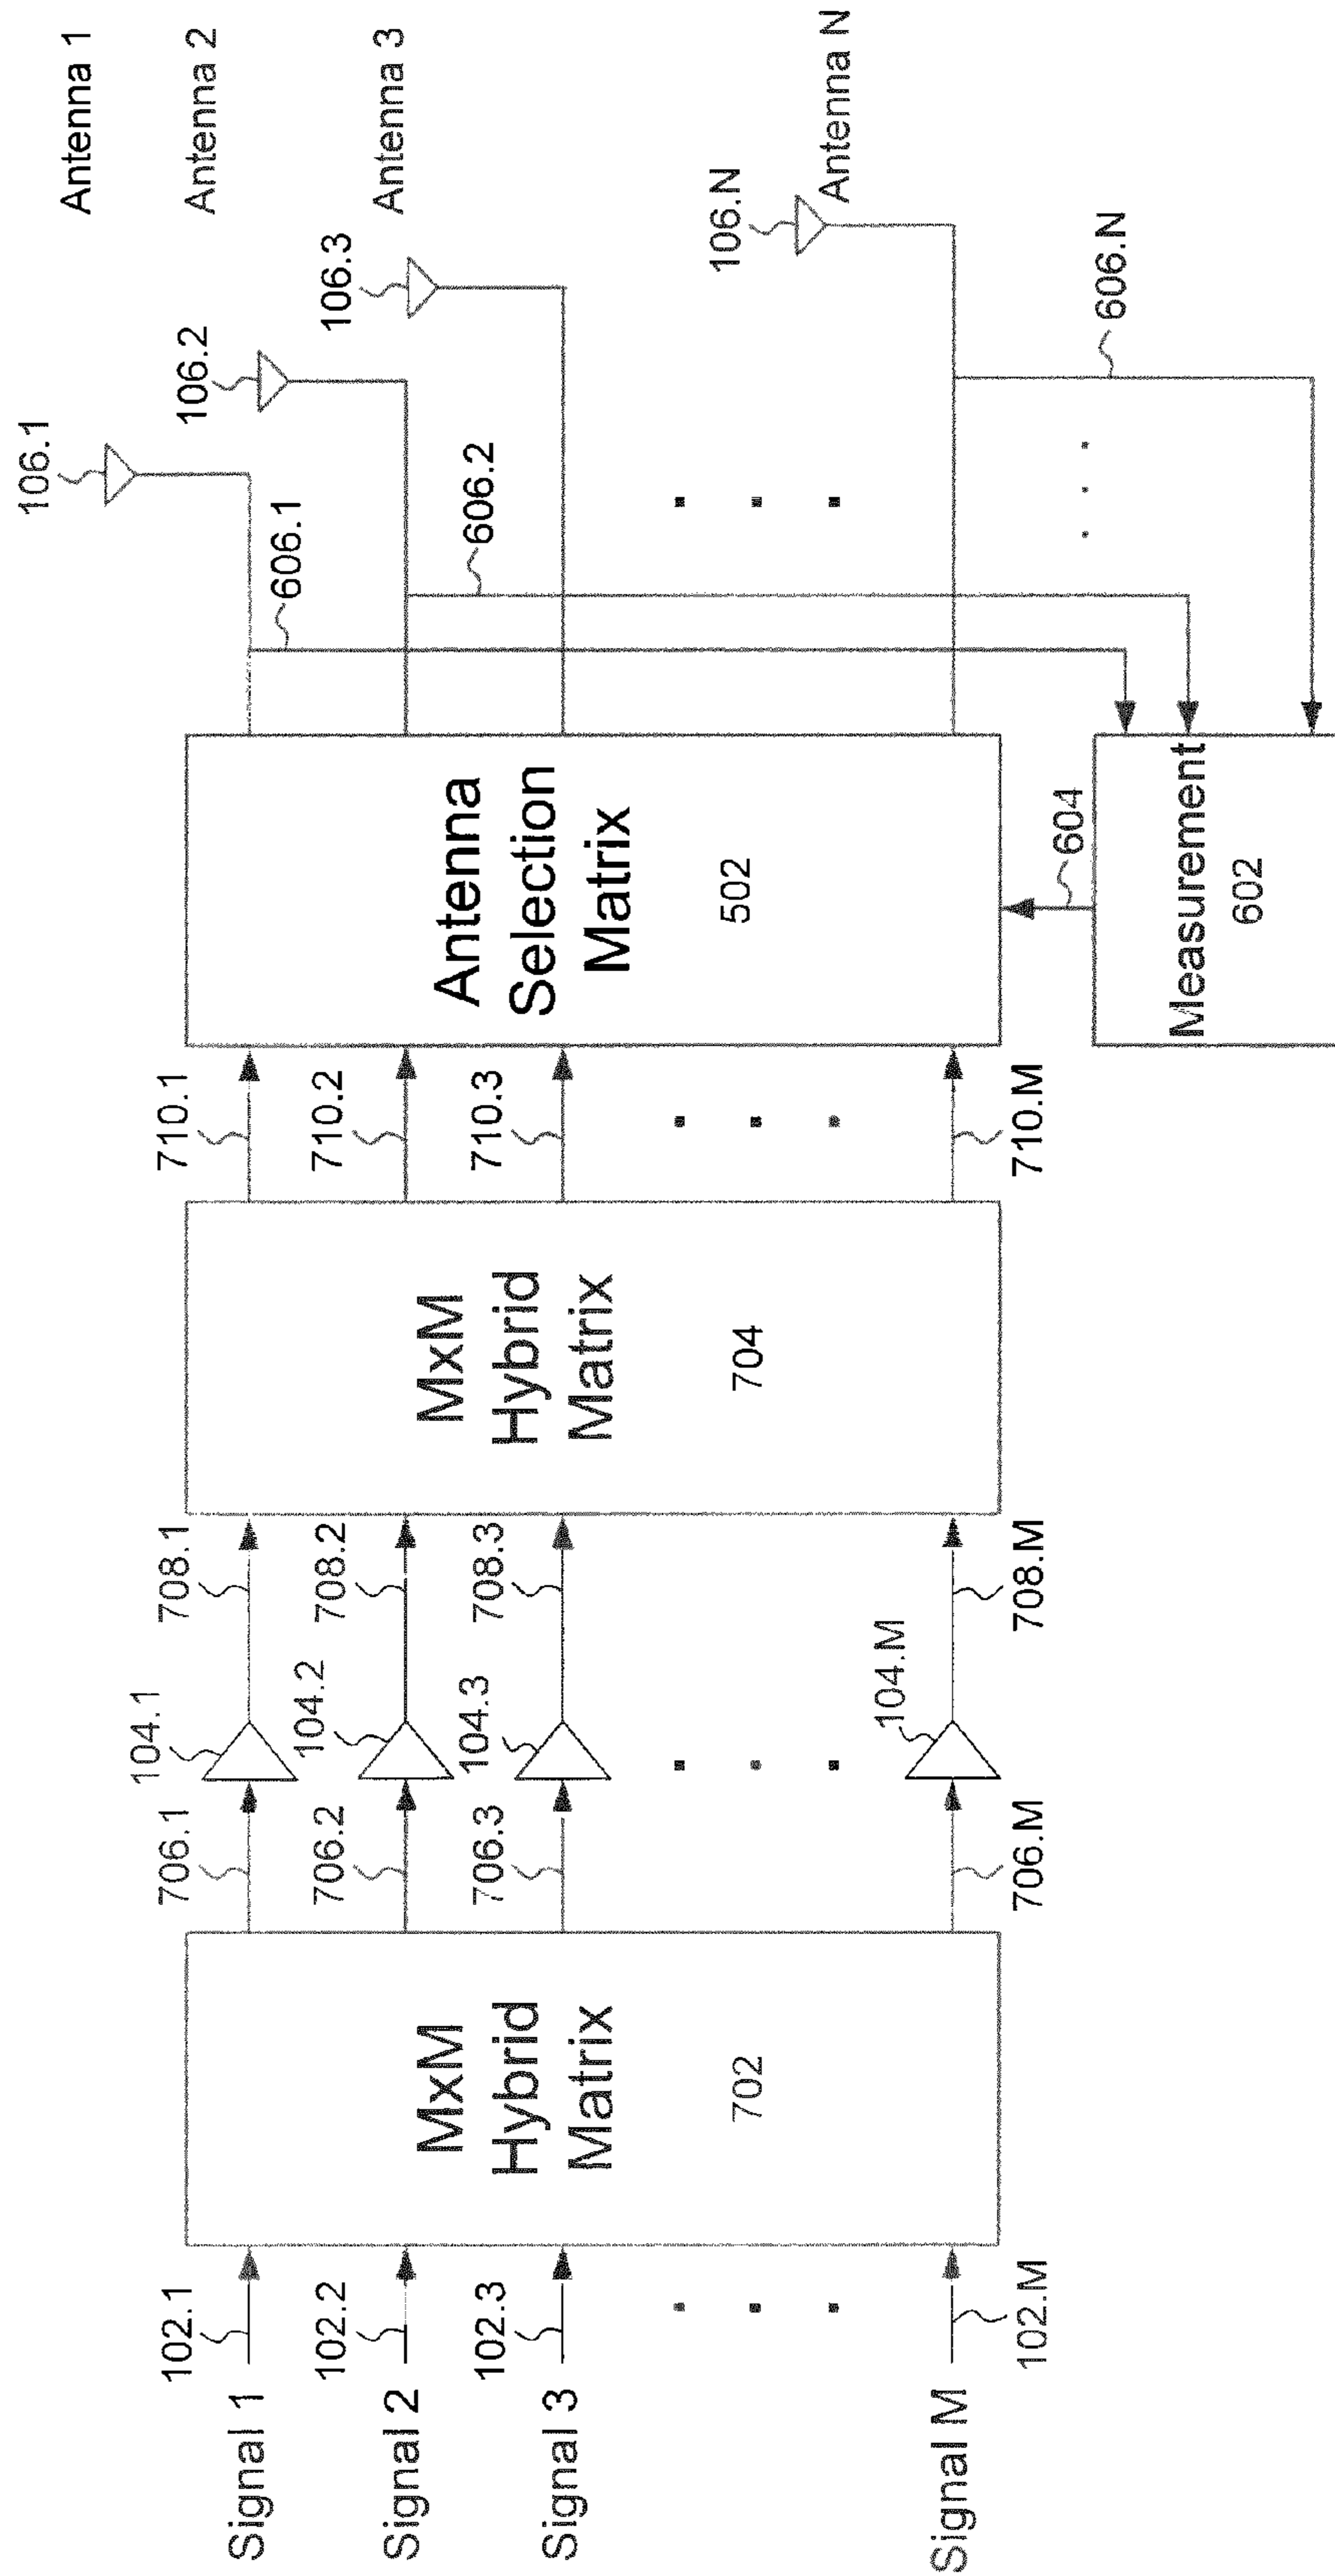 Signal 1
Signal 2
Signal 3
Signal M
102.1
102.2
102.3
102.M
MxM
Hybrid
Matrix
702
706.1
706.2
706.3
706.M
104.1
104.2
104.3
104.M
708.1
708.2
708.3
708.M
MxM
Hybrid
Matrix
704
710.1
710.2
710.3
710.M
Antenna
Selection
Matrix
502
604
Measurement
602
606.1
606.2
606.N
106.1
106.2
106.3
106.N
Antenna 1
Antenna 2
Antenna 3
Antenna N